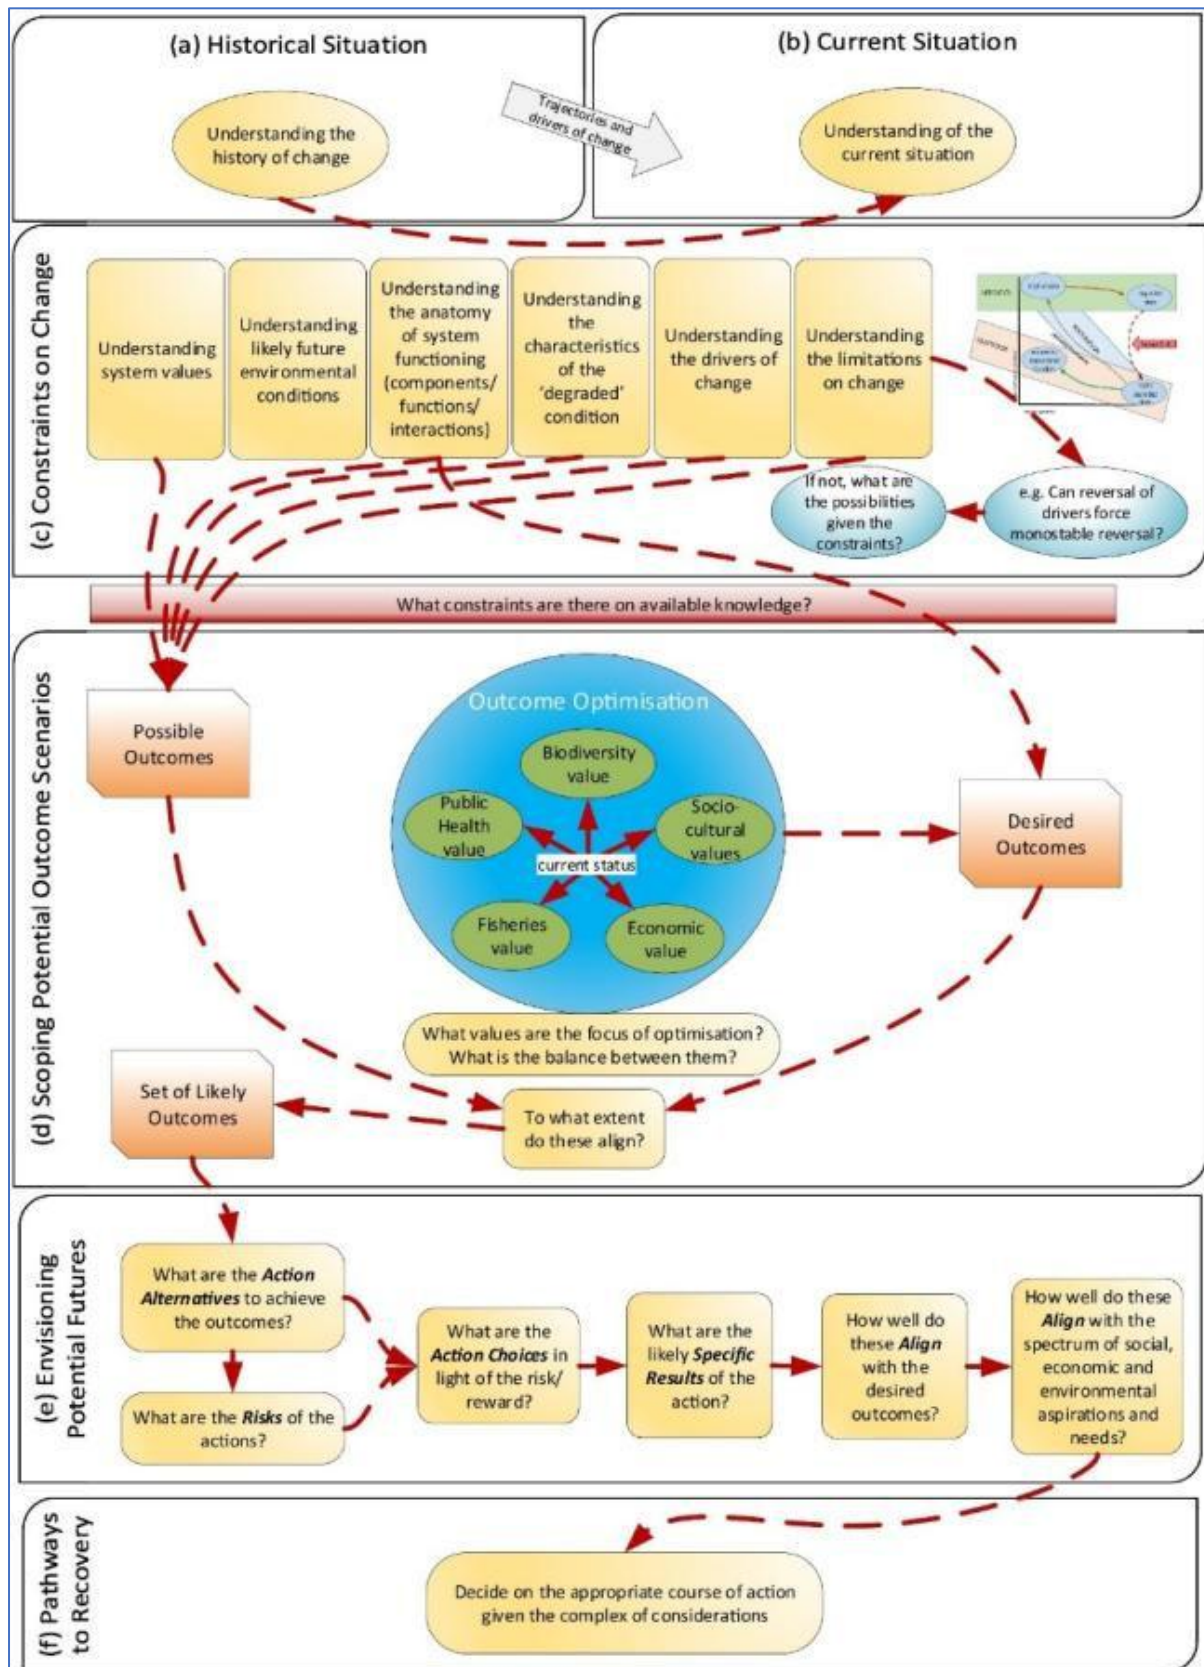 (a) Historical Situation
(b) Current Situation
Understanding the
history of change
Trajectories and
drivers of change
Understanding of the
current situation
(c) Constraints on Change
Understanding
system values
Understanding
likely future
environmental
conditions
Understanding
the anatomy
of system
functioning
(components/
functions/
interactions)
Understanding
the
characteristics
of the
‘degraded’
condition
Understanding
the drivers
of change
Understanding
the limitations
on change
If not, what are
the possibilities
given the
constraints?
e.g. Can reversal of
drivers force
monostable reversal?
What constraints are there on available knowledge?
(d) Scoping Potential Outcome Scenarios
Possible
Outcomes
Outcome Optimisation
Biodiversity
value
Public
Health
value
Socio-
cultural
values
current status
Fisheries
value
Economic
value
Desired
Outcomes
What values are the focus of optimisation?
What is the balance between them?
Set of Likely
Outcomes
To what extent
do these align?
(e) Envisioning
Potential Futures
What are the Action
Alternatives to achieve
the outcomes?
What are the Risks of the
actions?
What are the
Action Choices in
light of the risk/
reward?
What are the
likely Specific
Results of the
action?
How well do
these Align
with the
desired
outcomes?
How well do these
Align with the
spectrum of social,
economic and
environmental
aspirations and
needs?
(f) Pathways
to Recovery
Decide on the appropriate course of action
given the complex of considerations